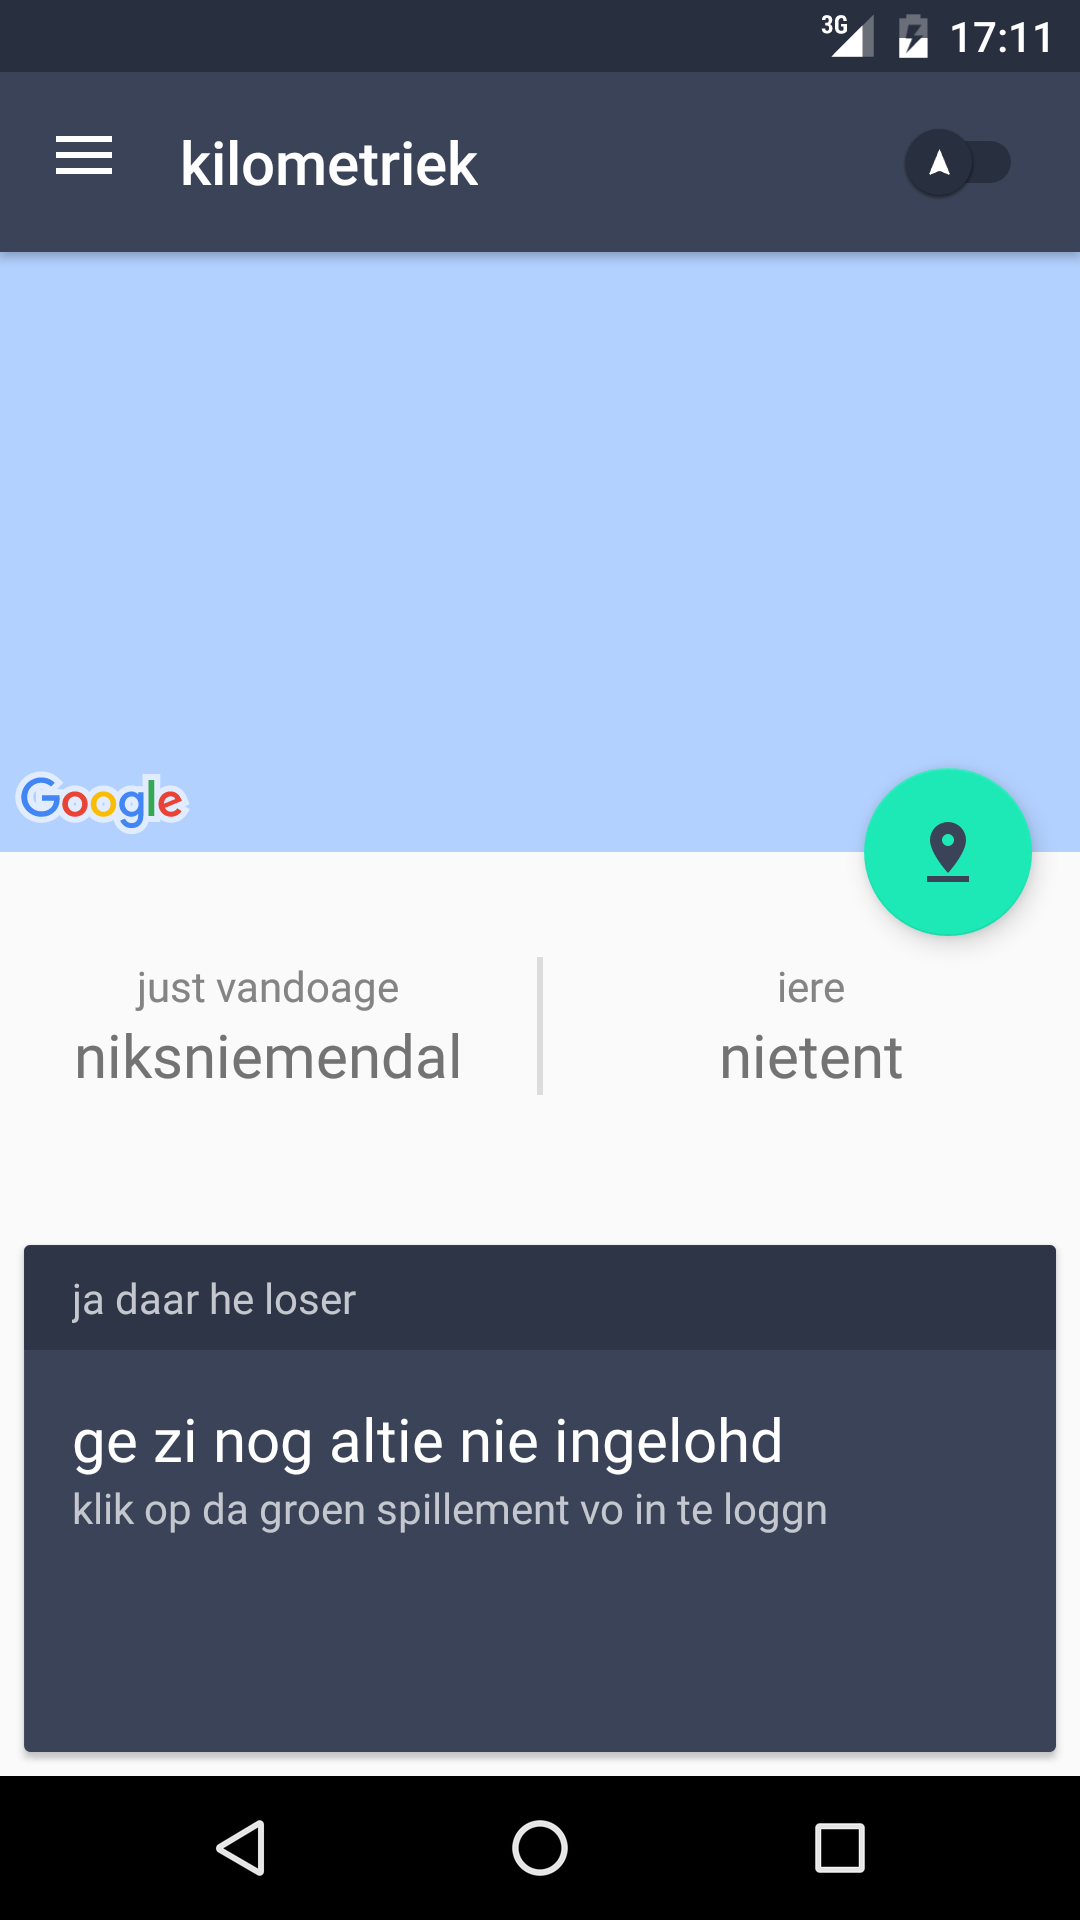 3G 17:11
kilometriek
Google
just vandoage
niksniemendal
iere
nietent
ja daar he loser
ge zi nog altie nie ingelohd
klik op da groen spillement vo in te loggn